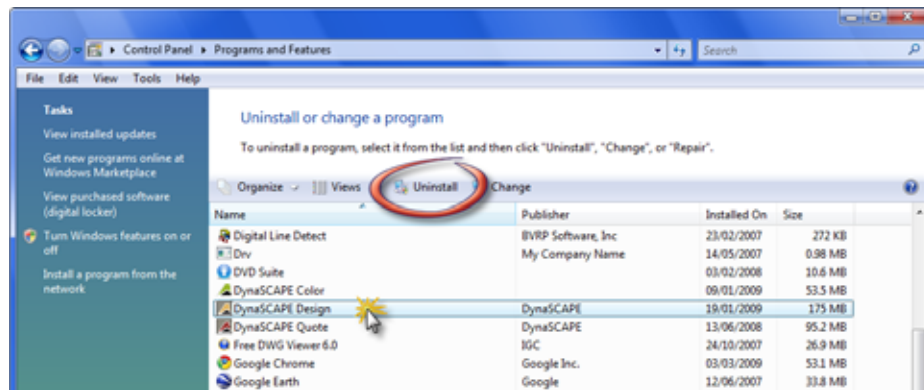 Control Panel ▸ Programs and Features
Search
File Edit View Tools Help
Tasks
View installed updates
Get new programs online at
Windows Marketplace
View purchased software
(digital locker)
Turn Windows features on or
off
Install a program from the
network
Uninstall or change a program
To uninstall a program, select it from the list and then click "Uninstall", "Change", or "Repair".
Organize Views Uninstall Change
Name Publisher Installed On Size
Digital Line Detect BVRP Software, Inc 23/02/2007 272 KB
Drv My Company Name 14/05/2007 0.98 MB
DVD Suite 03/02/2008 10.6 MB
DynaSCAPE Color 09/01/2009 53.5 MB
DynaSCAPE Design DynaSCAPE 19/01/2009 175 MB
DynaSCAPE Quote DynaSCAPE 13/06/2008 95.2 MB
Free DWG Viewer 6.0 IGC 24/10/2007 26.9 MB
Google Chrome Google Inc. 03/03/2009 53.1 MB
Google Earth Google 12/06/2007 33.8 MB